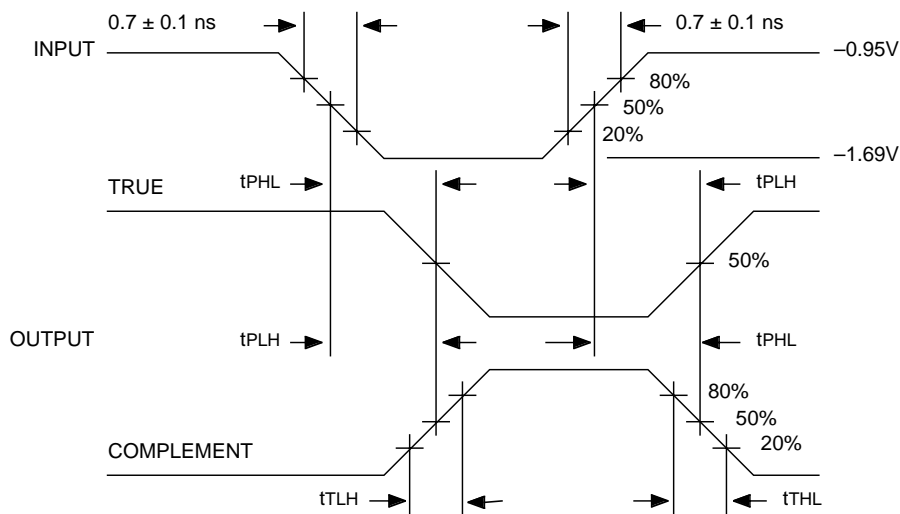 0.7 ± 0.1 ns
0.7 ± 0.1 ns
INPUT
–0.95V
80%
50%
20%
–1.69V
tPHL
tPLH
TRUE
50%
OUTPUT
tPLH
tPHL
80%
50%
20%
COMPLEMENT
tTLH
tTHL